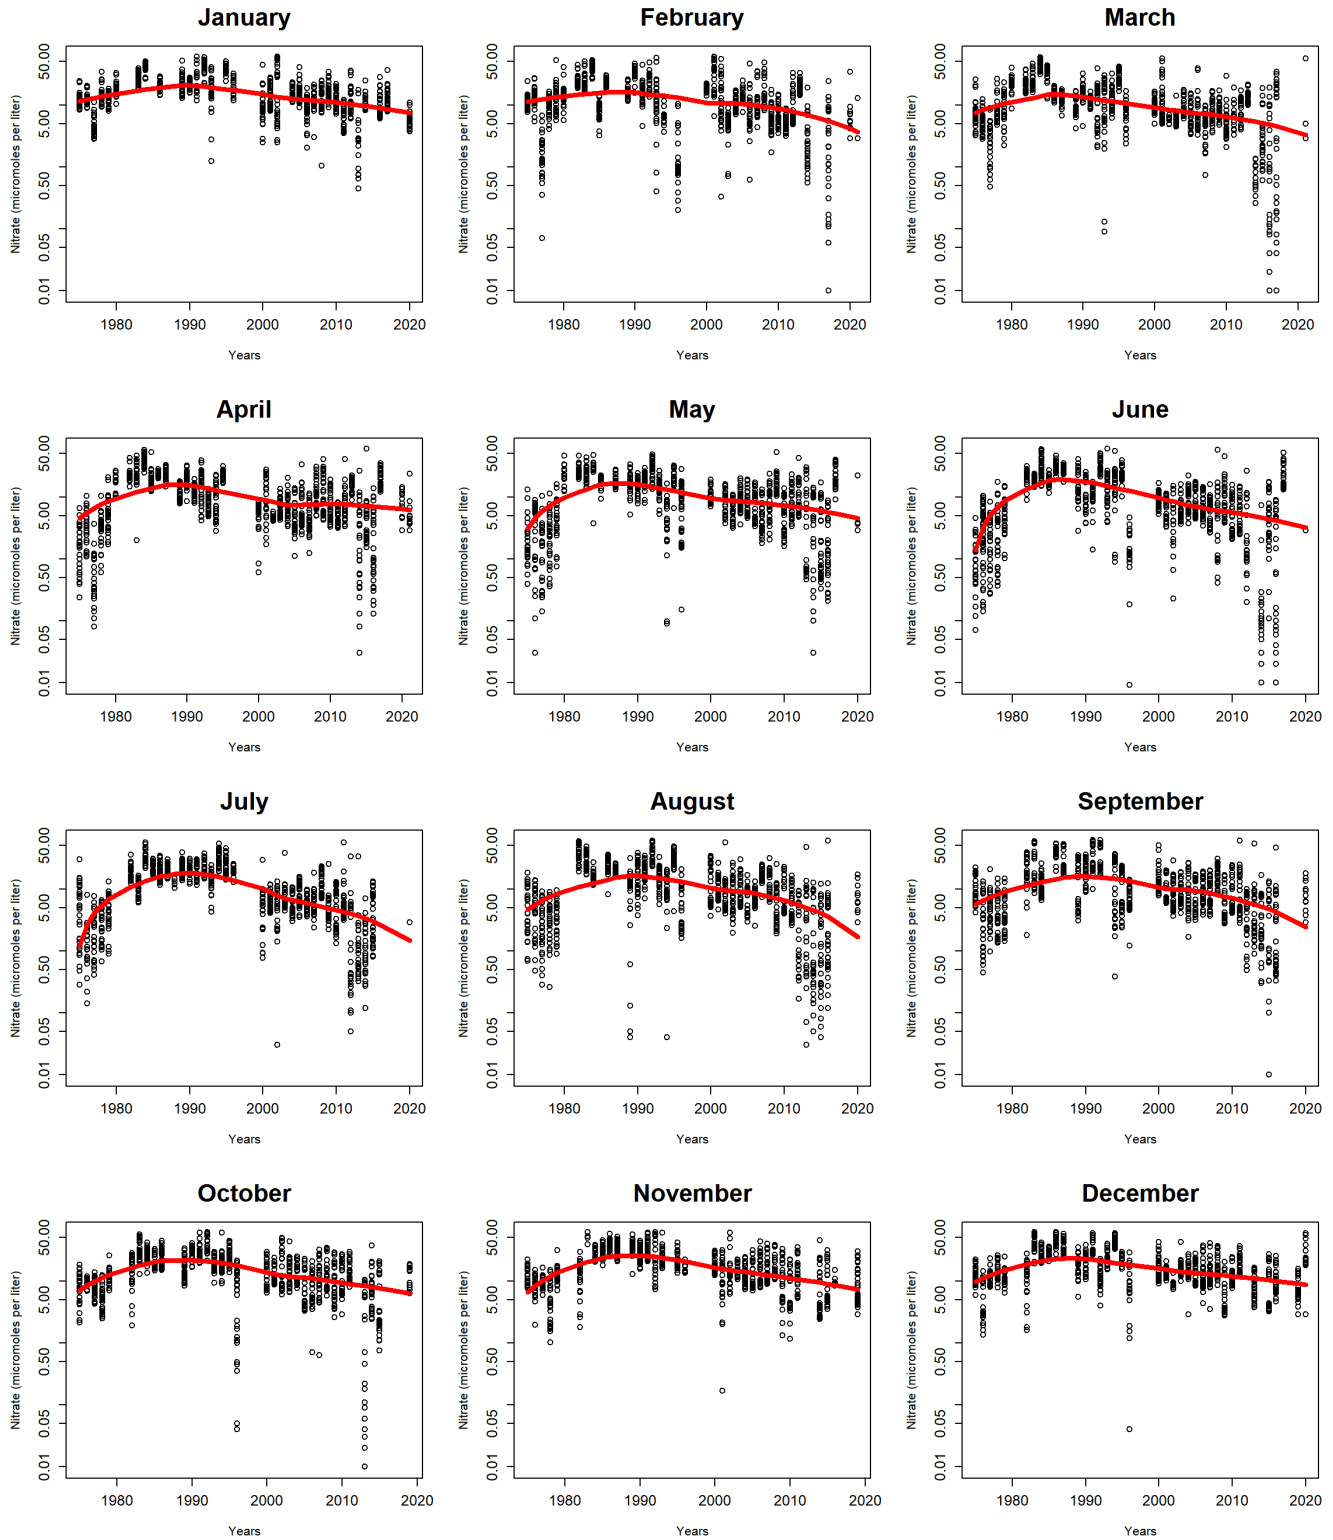 January February March
Nitrate (micromoles per liter) Nitrate (micromoles per liter) Nitrate (micromoles per liter)
50.00 50.00 50.00
5.00 5.00 5.00
0.50 0.50 0.50
0.05 0.05 0.05
0.01 0.01 0.01
1980 1990 2000 2010 2020 1980 1990 2000 2010 2020 1980 1990 2000 2010 2020
Years Years Years
April May June
Nitrate (micromoles per liter) Nitrate (micromoles per liter) Nitrate (micromoles per liter)
50.00 50.00 50.00
5.00 5.00 5.00
0.50 0.50 0.50
0.05 0.05 0.05
0.01 0.01 0.01
1980 1990 2000 2010 2020 1980 1990 2000 2010 2020 1980 1990 2000 2010 2020
Years Years Years
July August September
Nitrate (micromoles per liter) Nitrate (micromoles per liter) Nitrate (micromoles per liter)
50.00 50.00 50.00
5.00 5.00 5.00
0.50 0.50 0.50
0.05 0.05 0.05
0.01 0.01 0.01
1980 1990 2000 2010 2020 1980 1990 2000 2010 2020 1980 1990 2000 2010 2020
Years Years Years
October November December
Nitrate (micromoles per liter) Nitrate (micromoles per liter) Nitrate (micromoles per liter)
50.00 50.00 50.00
5.00 5.00 5.00
0.50 0.50 0.50
0.05 0.05 0.05
0.01 0.01 0.01
1980 1990 2000 2010 2020 1980 1990 2000 2010 2020 1980 1990 2000 2010 2020
Years Years Years